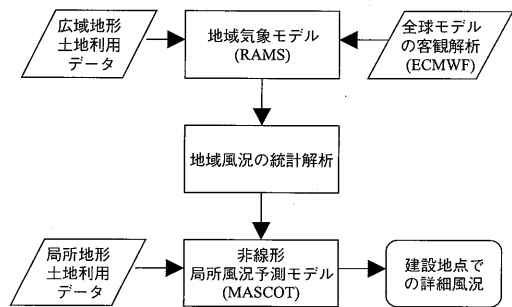 広域地形
土地利用
データ
地域気象モデル
(RAMS)
全球モデル
の客観解析
(ECMWF)
地域風況の統計解析
局所地形
土地利用
データ
非線形
局所風況予測モデル
(MASCOT)
建設地点で
の詳細風況